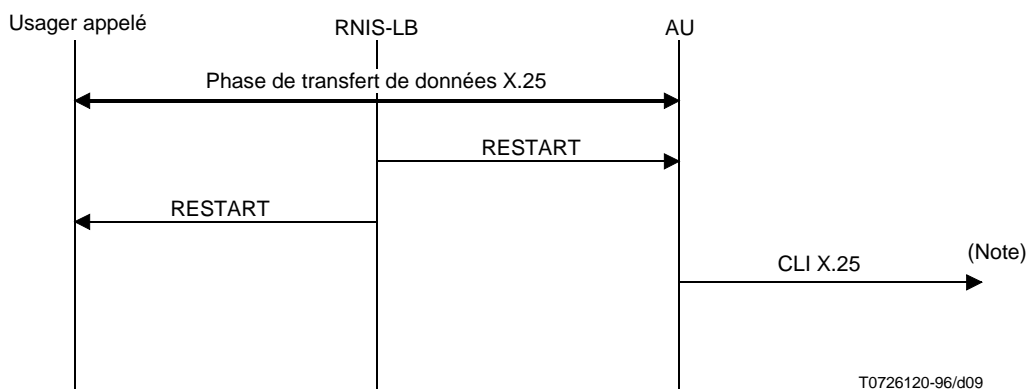 Usager appelé
RNIS-LB
AU
Phase de transfert de données X.25
RESTART
RESTART
(Note)
CLI X.25
T0726120-96/d09